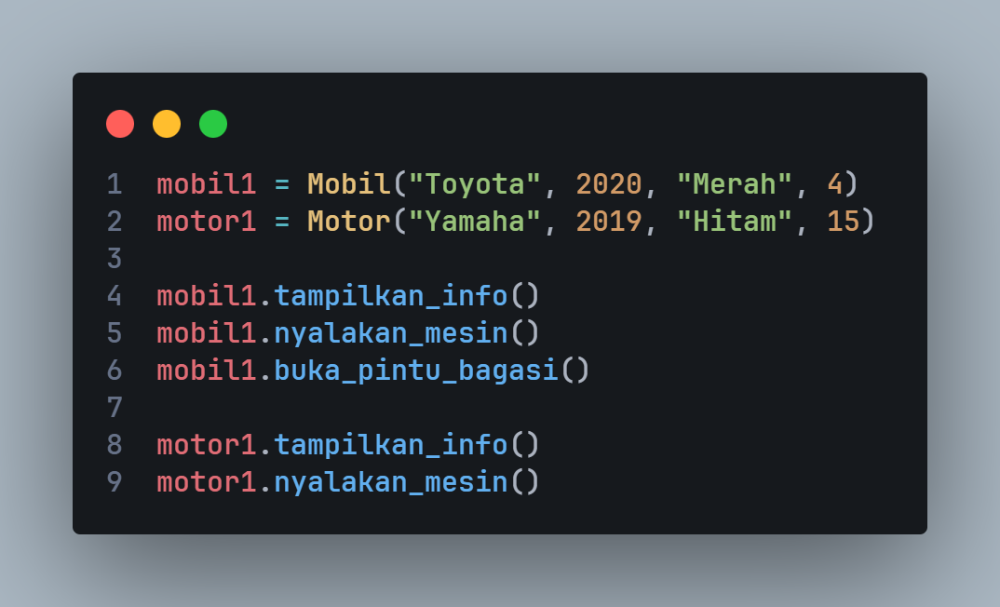 1 mobil1 = Mobil("Toyota", 2020, "Merah", 4)
2 motor1 = Motor("Yamaha", 2019, "Hitam", 15)
3
4 mobil1.tampilkan_info()
5 mobil1.nyalakan_mesin()
6 mobil1.buka_pintu_bagasi()
7
8 motor1.tampilkan_info()
9 motor1.nyalakan_mesin()